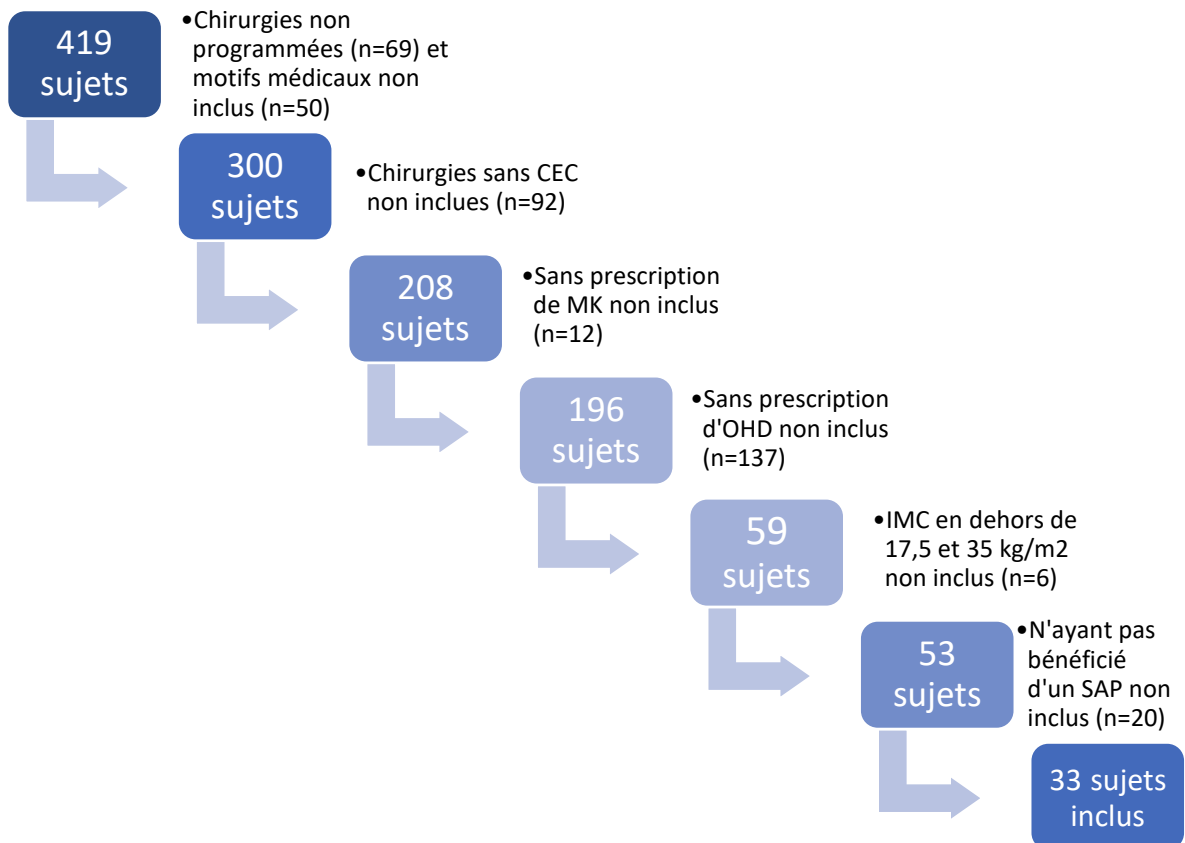 419
sujets
•Chirurgies non
programmées (n=69) et
motifs médicaux non
inclus (n=50)
300
sujets
•Chirurgies sans CEC
non inclues (n=92)
208
sujets
•Sans prescription
de MK non inclus
(n=12)
196
sujets
•Sans prescription
d'OHD non inclus
(n=137)
59
sujets
•IMC en dehors de
17,5 et 35 kg/m2
non inclus (n=6)
53
sujets
•N'ayant pas
bénéficié
d'un SAP non
inclus (n=20)
33 sujets
inclus